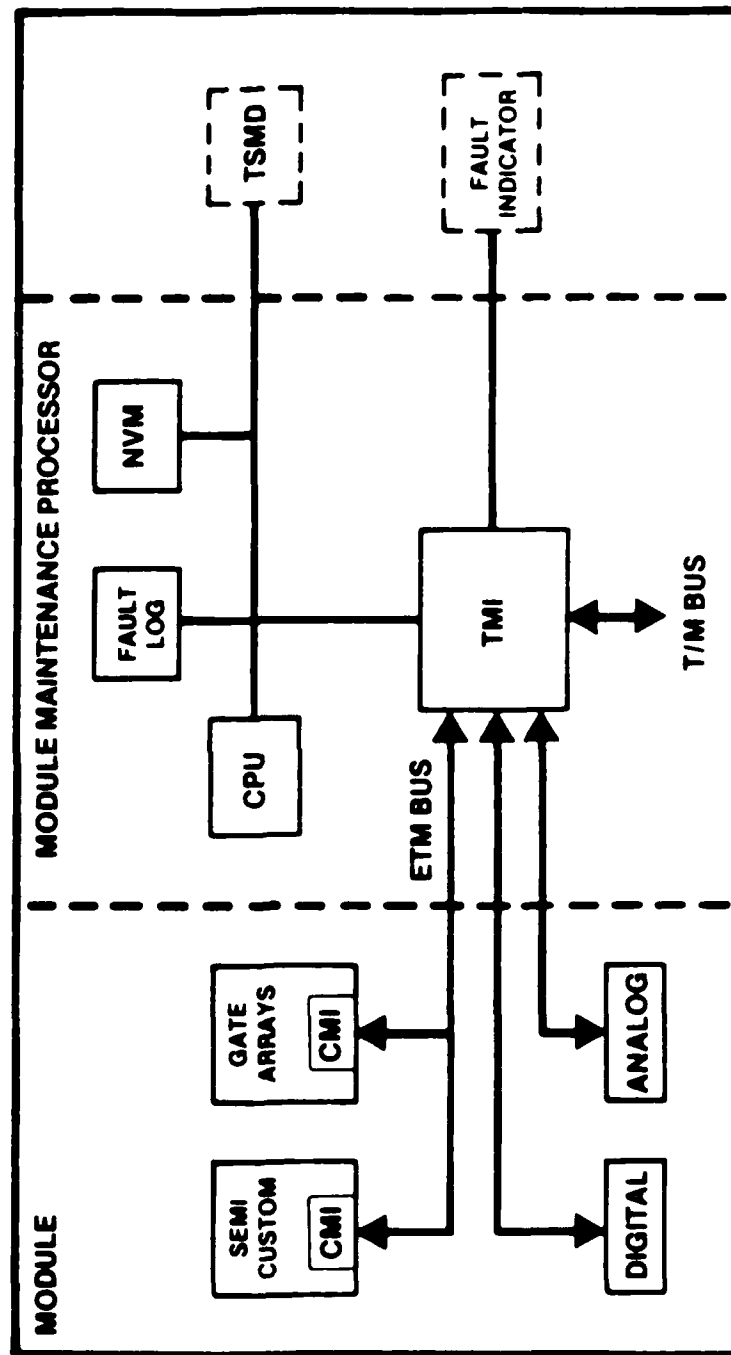 MODULE
MODULE MAINTENANCE PROCESSOR
SEMI
CUSTOM
CMI
GATE
ARRAYS
CMI
CPU
FAULT
LOG
NVM
TSMD
ETM BUS
TMI
FAULT
INDICATOR
DIGITAL
ANALOG
T/M BUS